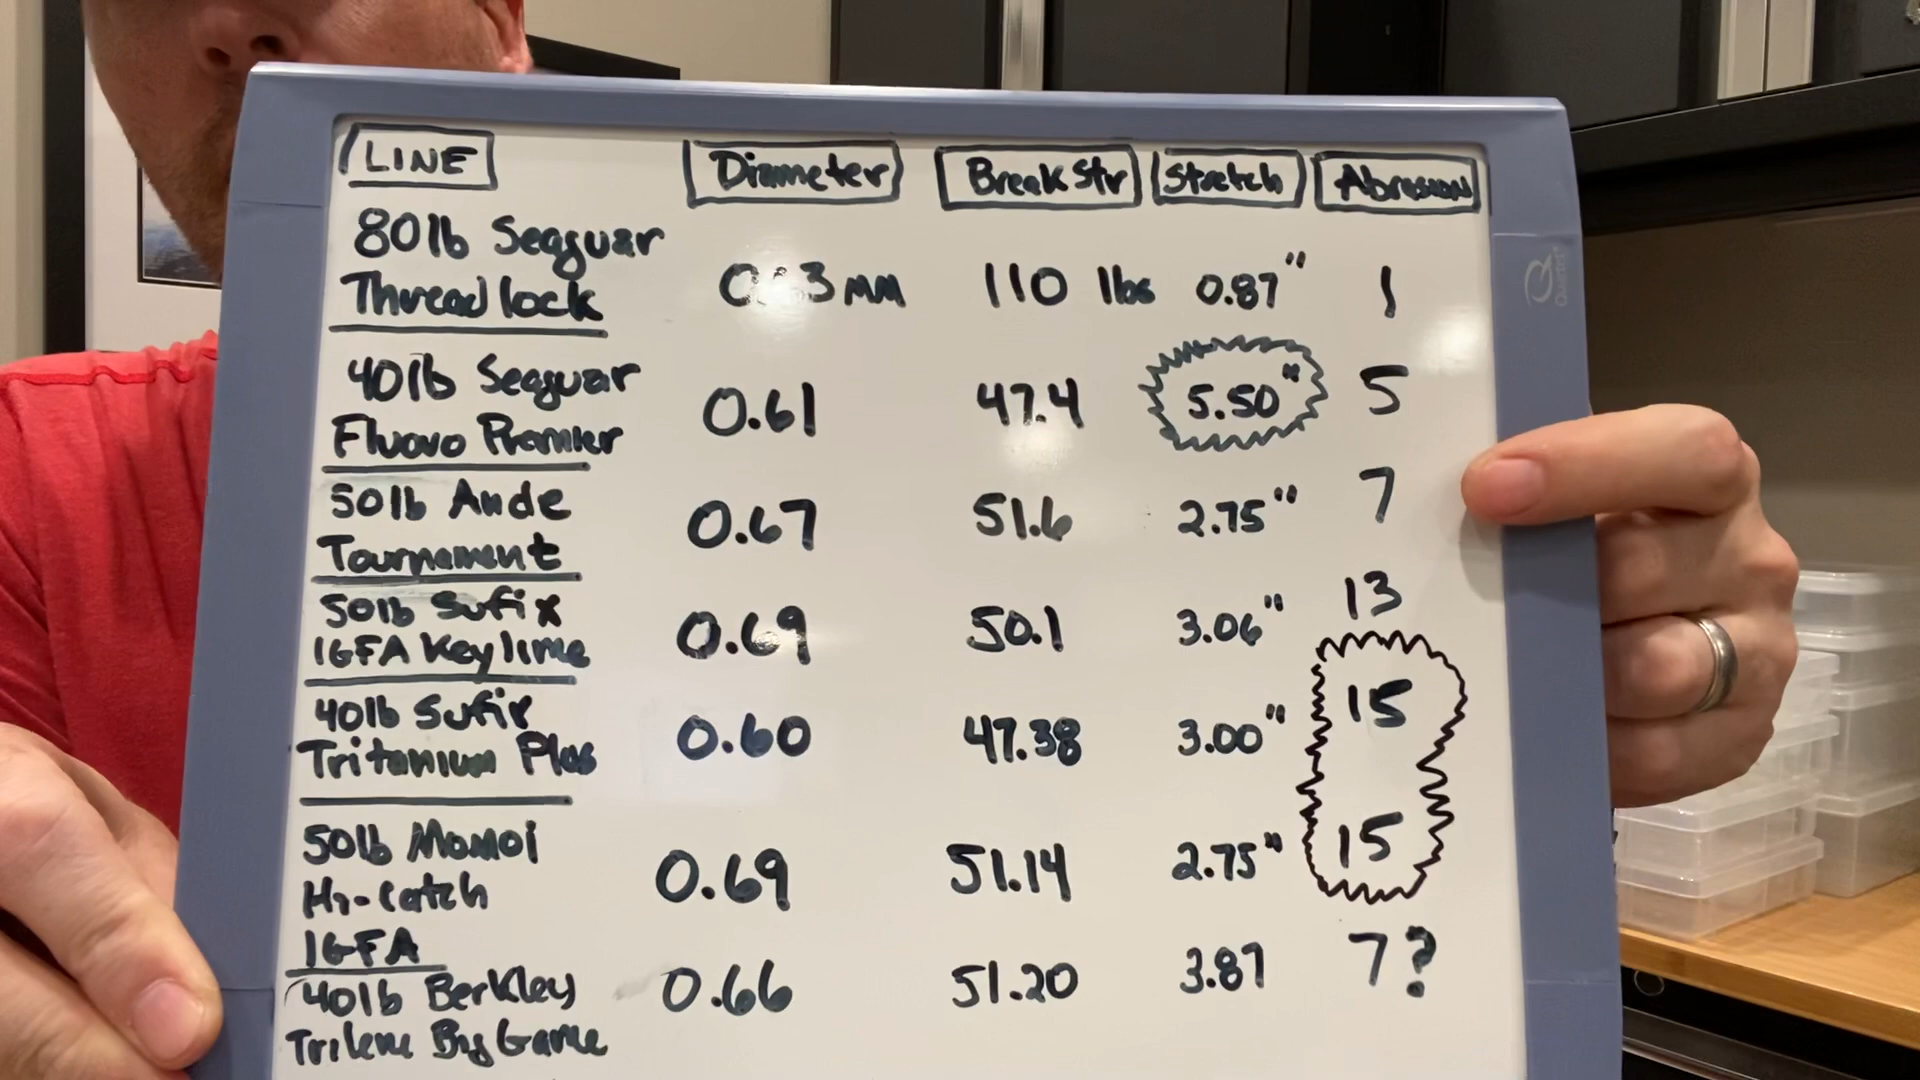 LINE Diameter Break Str Stretch Abrasion
80lb Seaguar
Threadlock mm 110 lbs 0.87" 1
40lb Seaguar
Fluoro Premier 0.61 47.4 5.50" 5
50lb Ande
Tournament 0.67 51.6 2.75" 7
50lb Sufix
IGFA Keylime 0.69 50.1 3.06" 13
40lb Sufix
Tritanium Plus 0.60 47.38 3.00" 15
50lb Momoi
Hi-Catch 0.69 51.14 2.75" 15
IGFA
40lb Berkley 0.66 51.20 3.87 7?
Trilene Big Game
Quartet